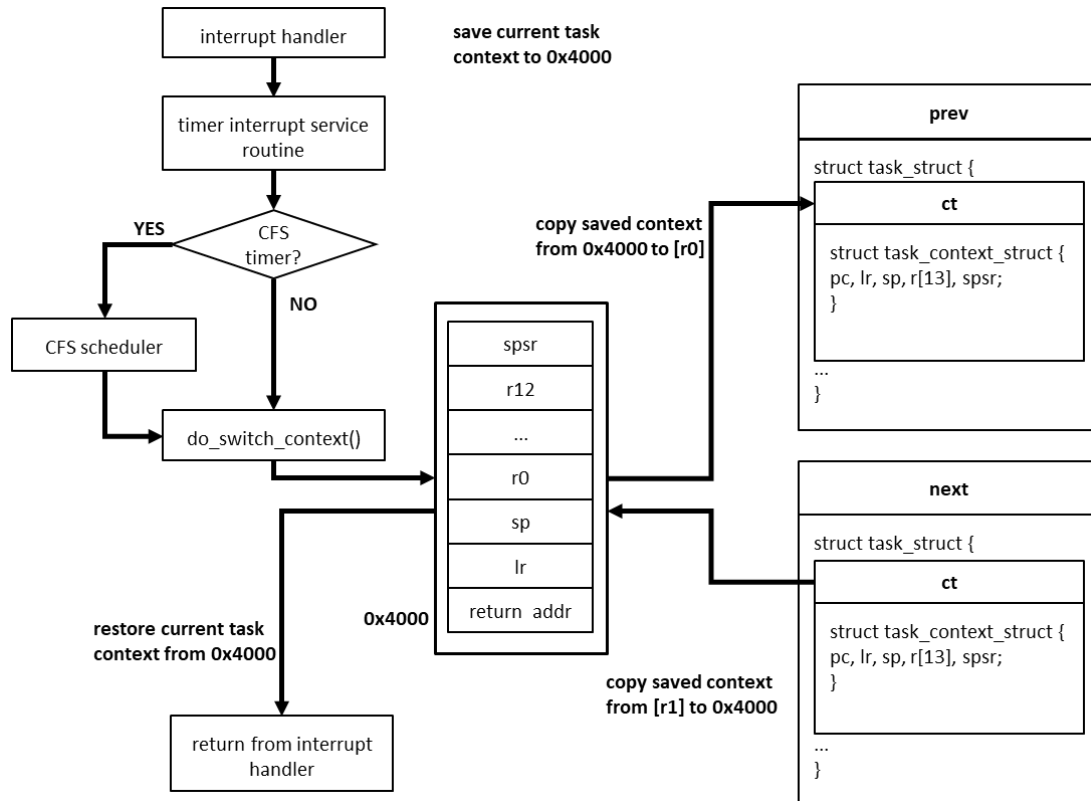 interrupt handler
save current task
context to 0x4000
timer interrupt service
routine
CFS
timer?
YES
NO
CFS scheduler
do_switch_context()
spsr
r12
...
r0
sp
lr
return addr
0x4000
restore current task
context from 0x4000
return from interrupt
handler
copy saved context
from 0x4000 to [r0]
prev
struct task_struct {
ct
struct task_context_struct {
pc, lr, sp, r[13], spsr;
}
...
}
copy saved context
from [r1] to 0x4000
next
struct task_struct {
ct
struct task_context_struct {
pc, lr, sp, r[13], spsr;
}
...
}